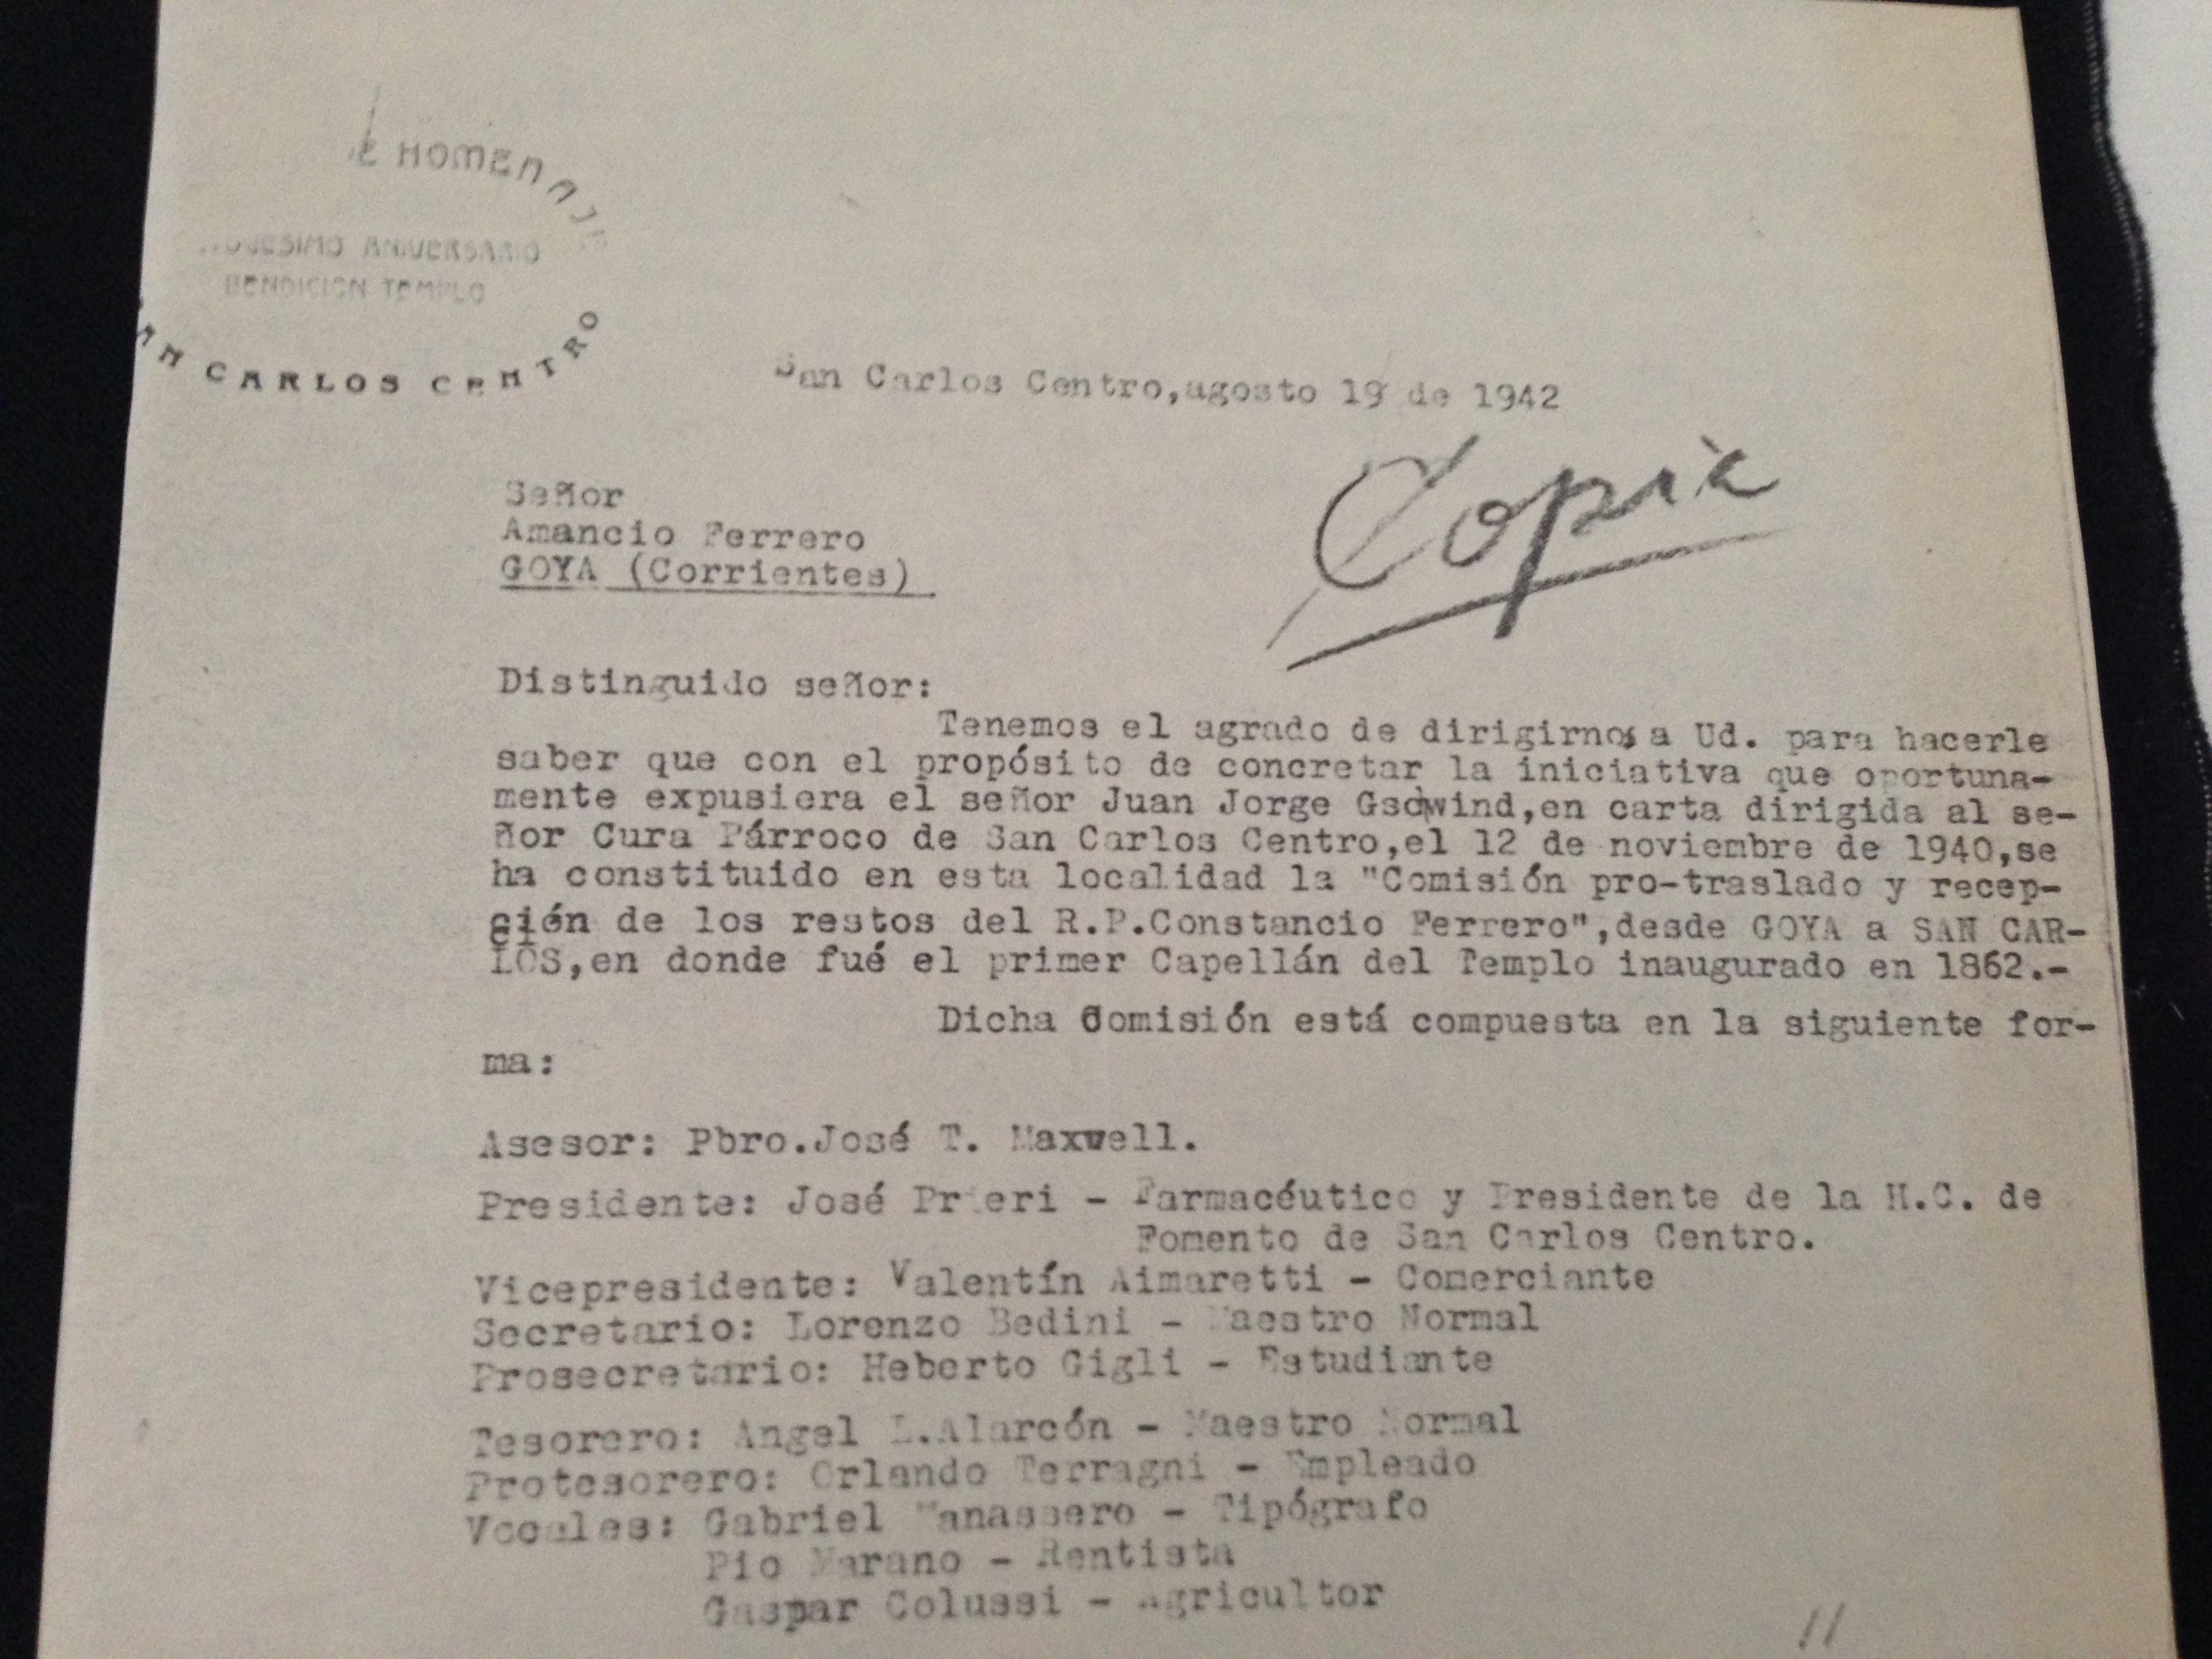 HOMENAJE
ANIVERSARIO
BENDICION TEMPLO
SAN CARLOS CENTRO
San Carlos Centro,agosto 19 de 1942
Copia
Señor
Amancio Ferrero
GOYA (Corrientes)
Distinguido señor:
Tenemos el agrado de dirigirnos a Ud. para hacerle
saber que con el propósito de concretar la iniciativa que oportuna-
mente expusiera el señor Juan Jorge Gschwind,en carta dirigida al se-
ñor Cura Párroco de San Carlos Centro,el 12 de noviembre de 1940,se
ha constituido en esta localidad la "Comisión pro-traslado y recep-
ción de los restos del R.P.Constancio Ferrero",desde GOYA a SAN CAR-
LOS,en donde fué el primer Capellán del Templo inaugurado en 1862.-
Dicha Comisión está compuesta en la siguiente for-
ma:
Asesor: Pbro.José T. Maxwell.
Presidente: José Prieri - Farmacéutico y Presidente de la H.C. de
Fomento de San Carlos Centro.
Vicepresidente: Valentín Aimaretti - Comerciante
Secretario: Lorenzo Bedini - Maestro Normal
Prosecretario: Heberto Gigli - Estudiante
Tesorero: Angel L.Alarcón - Maestro Normal
Protesorero: Orlando Terragni - Empleado
Vocales: Gabriel Manassero - Tipógrafo
Pio Marano - Rentista
Gaspar Colussi - Agricultor
//